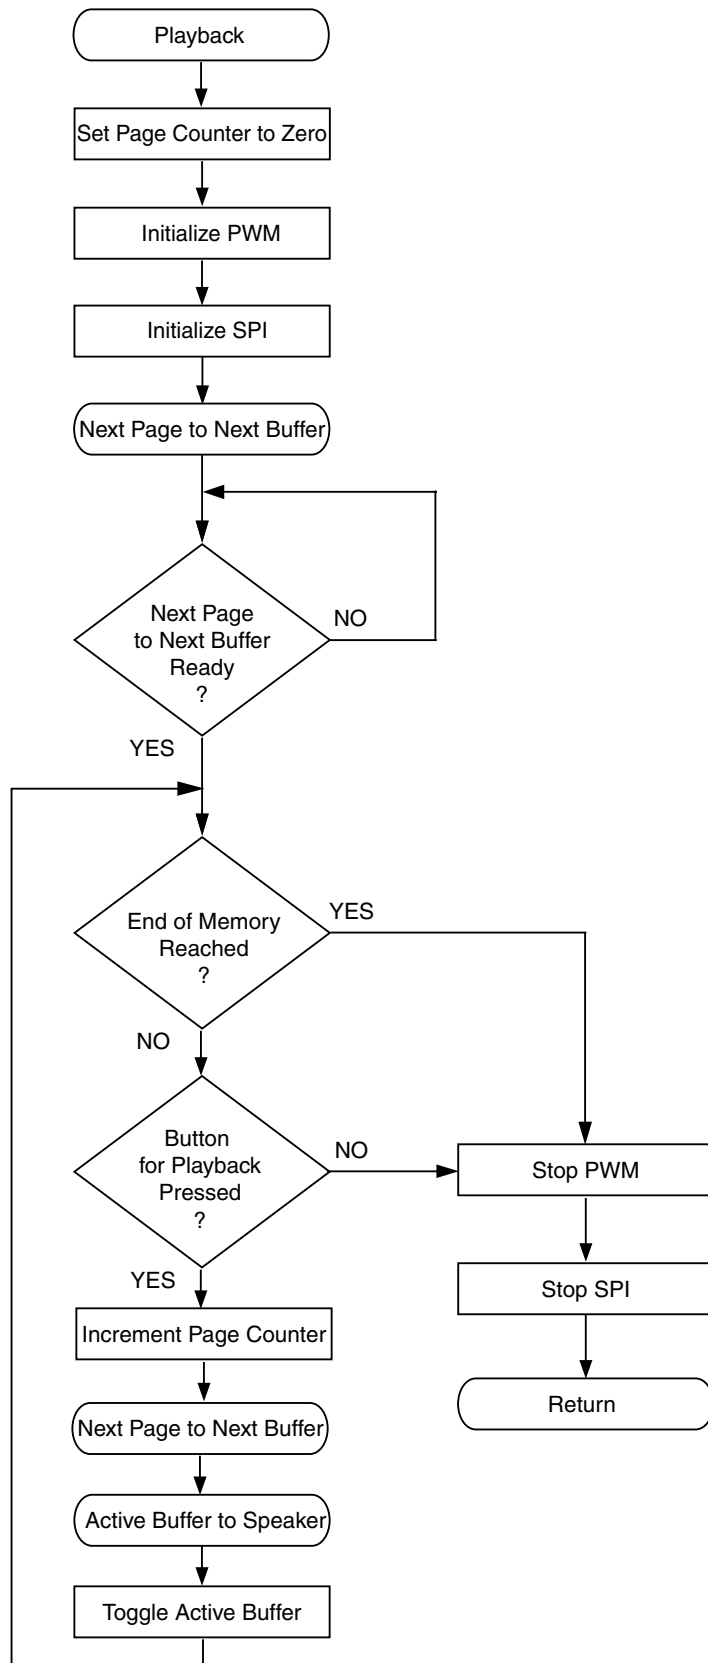 Playback
Set Page Counter to Zero
Initialize PWM
Initialize SPI
Next Page to Next Buffer
Next Page
to Next Buffer
Ready
?
NO
YES
End of Memory
Reached
?
YES
NO
Button
for Playback
Pressed
?
NO
YES
Stop PWM
Stop SPI
Return
Increment Page Counter
Next Page to Next Buffer
Active Buffer to Speaker
Toggle Active Buffer